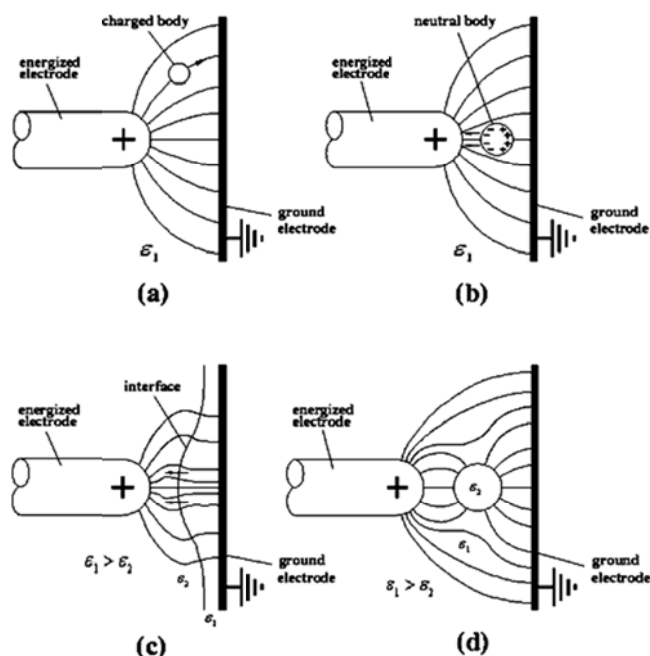 charged body
energized
electrode
+
ground
electrode
ε₁
(a)
neutral body
energized
electrode
+
- - - -
+ + + +
ground
electrode
ε₁
(b)
interface
energized
electrode
+
ε₁ > ε₂
ε₂
ε₁
ground
electrode
(c)
energized
electrode
+
ε₂
ε₁
ε₁ > ε₂
ground
electrode
(d)